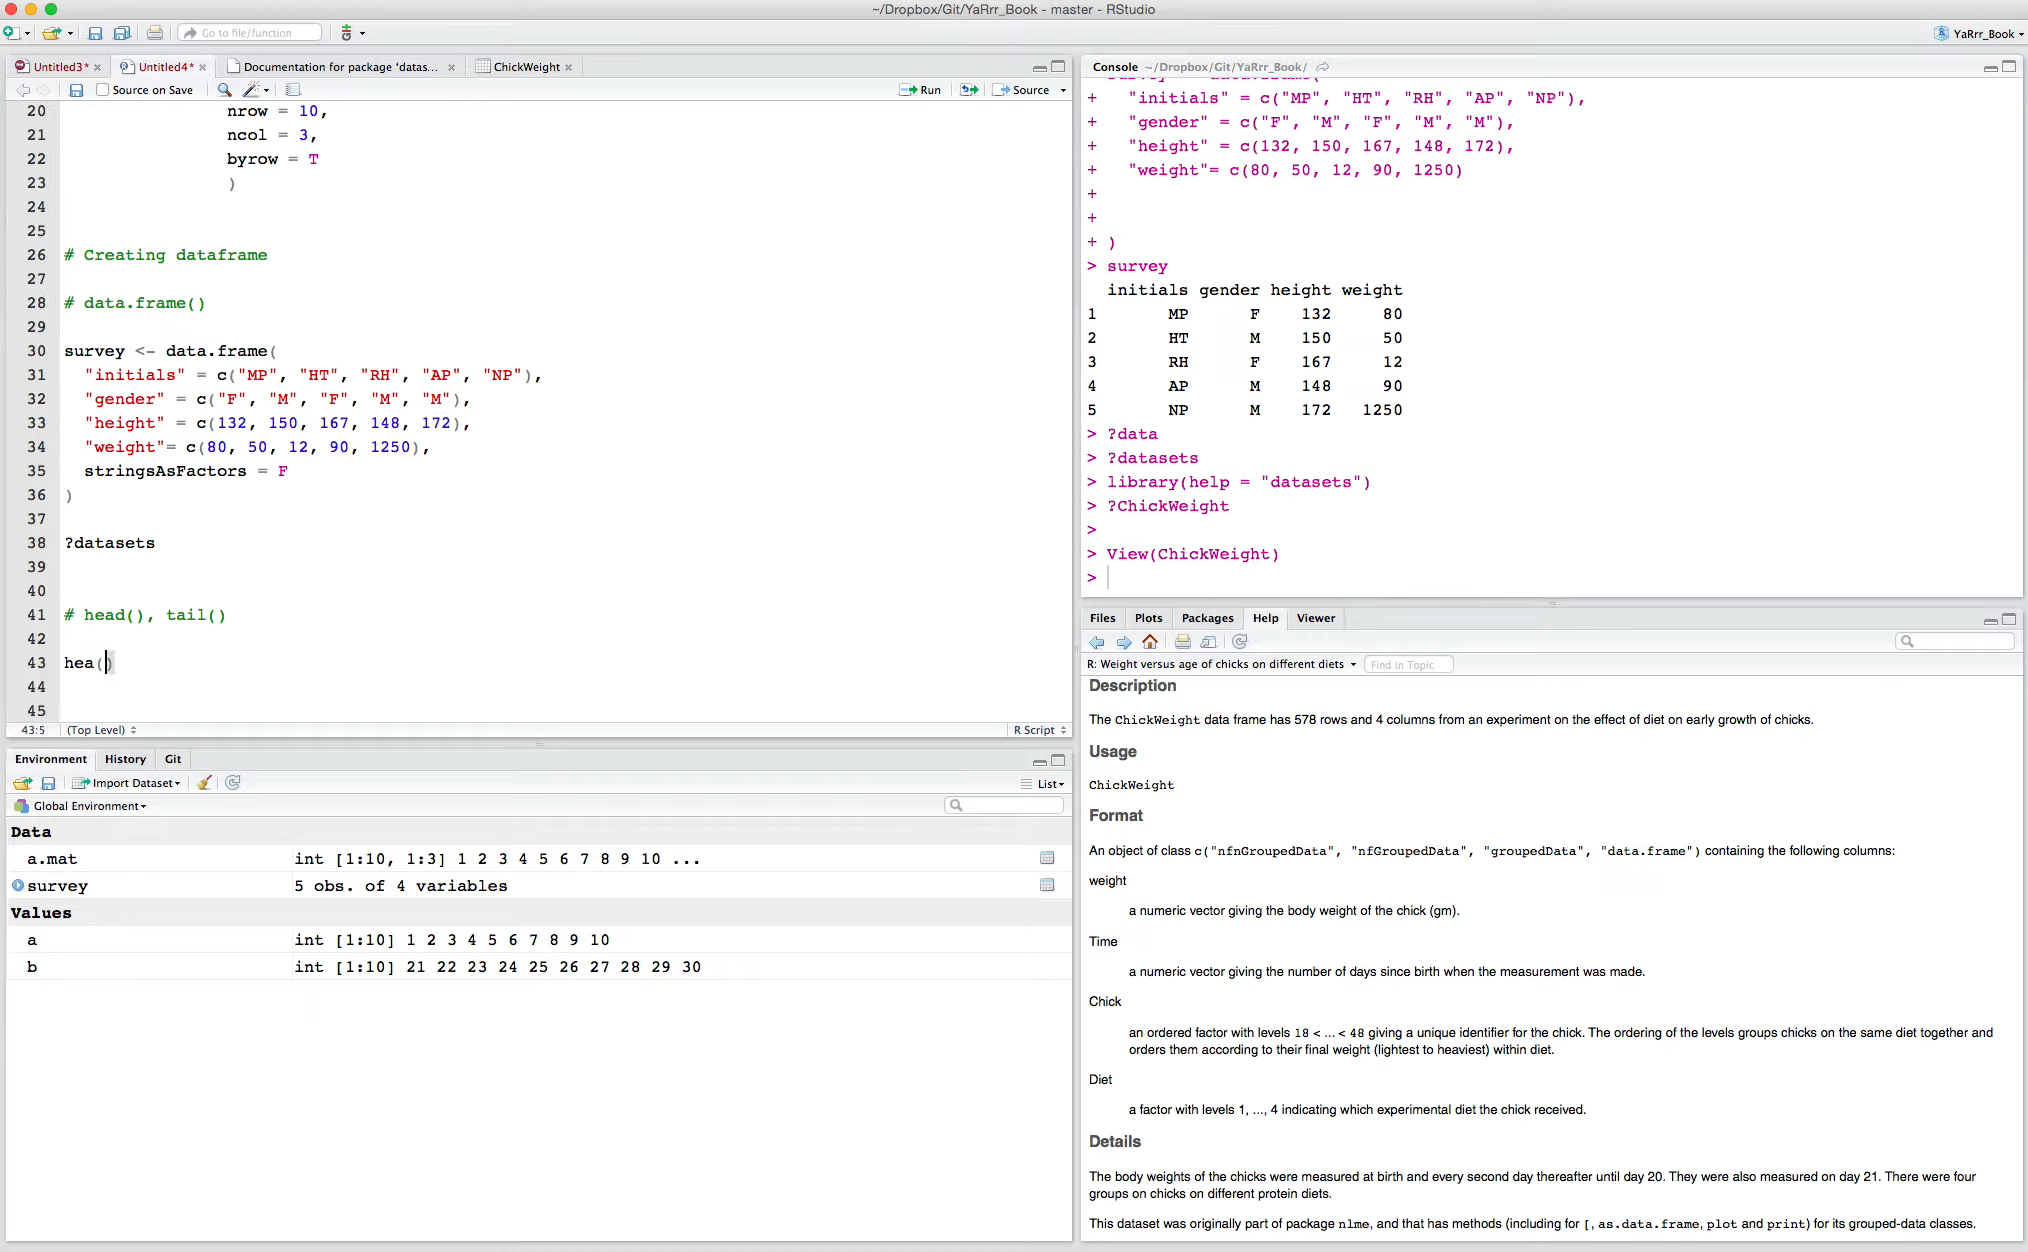 ~/Dropbox/Git/YaRrr_Book - master - RStudio
Go to file/function
YaRrr_Book
Untitled3* Untitled4* Documentation for package 'datas... ChickWeight
Source on Save Run Source
20 nrow = 10,
21 ncol = 3,
22 byrow = T
23 )
24
25
26 # Creating dataframe
27
28 # data.frame()
29
30 survey <- data.frame(
31 "initials" = c("MP", "HT", "RH", "AP", "NP"),
32 "gender" = c("F", "M", "F", "M", "M"),
33 "height" = c(132, 150, 167, 148, 172),
34 "weight"= c(80, 50, 12, 90, 1250),
35 stringsAsFactors = F
36 )
37
38 ?datasets
39
40
41 # head(), tail()
42
43 hea()
44
45
43:5 (Top Level) R Script
Environment History Git
Import Dataset List
Global Environment
Data
a.mat int [1:10, 1:3] 1 2 3 4 5 6 7 8 9 10 ...
survey 5 obs. of 4 variables
Values
a int [1:10] 1 2 3 4 5 6 7 8 9 10
b int [1:10] 21 22 23 24 25 26 27 28 29 30
Console ~/Dropbox/Git/YaRrr_Book/
+ "initials" = c("MP", "HT", "RH", "AP", "NP"),
+ "gender" = c("F", "M", "F", "M", "M"),
+ "height" = c(132, 150, 167, 148, 172),
+ "weight"= c(80, 50, 12, 90, 1250)
+
+
+ )
> survey
initials gender height weight
1 MP F 132 80
2 HT M 150 50
3 RH F 167 12
4 AP M 148 90
5 NP M 172 1250
> ?data
> ?datasets
> library(help = "datasets")
> ?ChickWeight
>
> View(ChickWeight)
>
Files Plots Packages Help Viewer
R: Weight versus age of chicks on different diets Find in Topic
Description
The ChickWeight data frame has 578 rows and 4 columns from an experiment on the effect of diet on early growth of chicks.
Usage
ChickWeight
Format
An object of class c("nfnGroupedData", "nfGroupedData", "groupedData", "data.frame") containing the following columns:
weight
a numeric vector giving the body weight of the chick (gm).
Time
a numeric vector giving the number of days since birth when the measurement was made.
Chick
an ordered factor with levels 18 < ... < 48 giving a unique identifier for the chick. The ordering of the levels groups chicks on the same diet together and
orders them according to their final weight (lightest to heaviest) within diet.
Diet
a factor with levels 1, ..., 4 indicating which experimental diet the chick received.
Details
The body weights of the chicks were measured at birth and every second day thereafter until day 20. They were also measured on day 21. There were four
groups on chicks on different protein diets.
This dataset was originally part of package nlme, and that has methods (including for [, as.data.frame, plot and print) for its grouped-data classes.